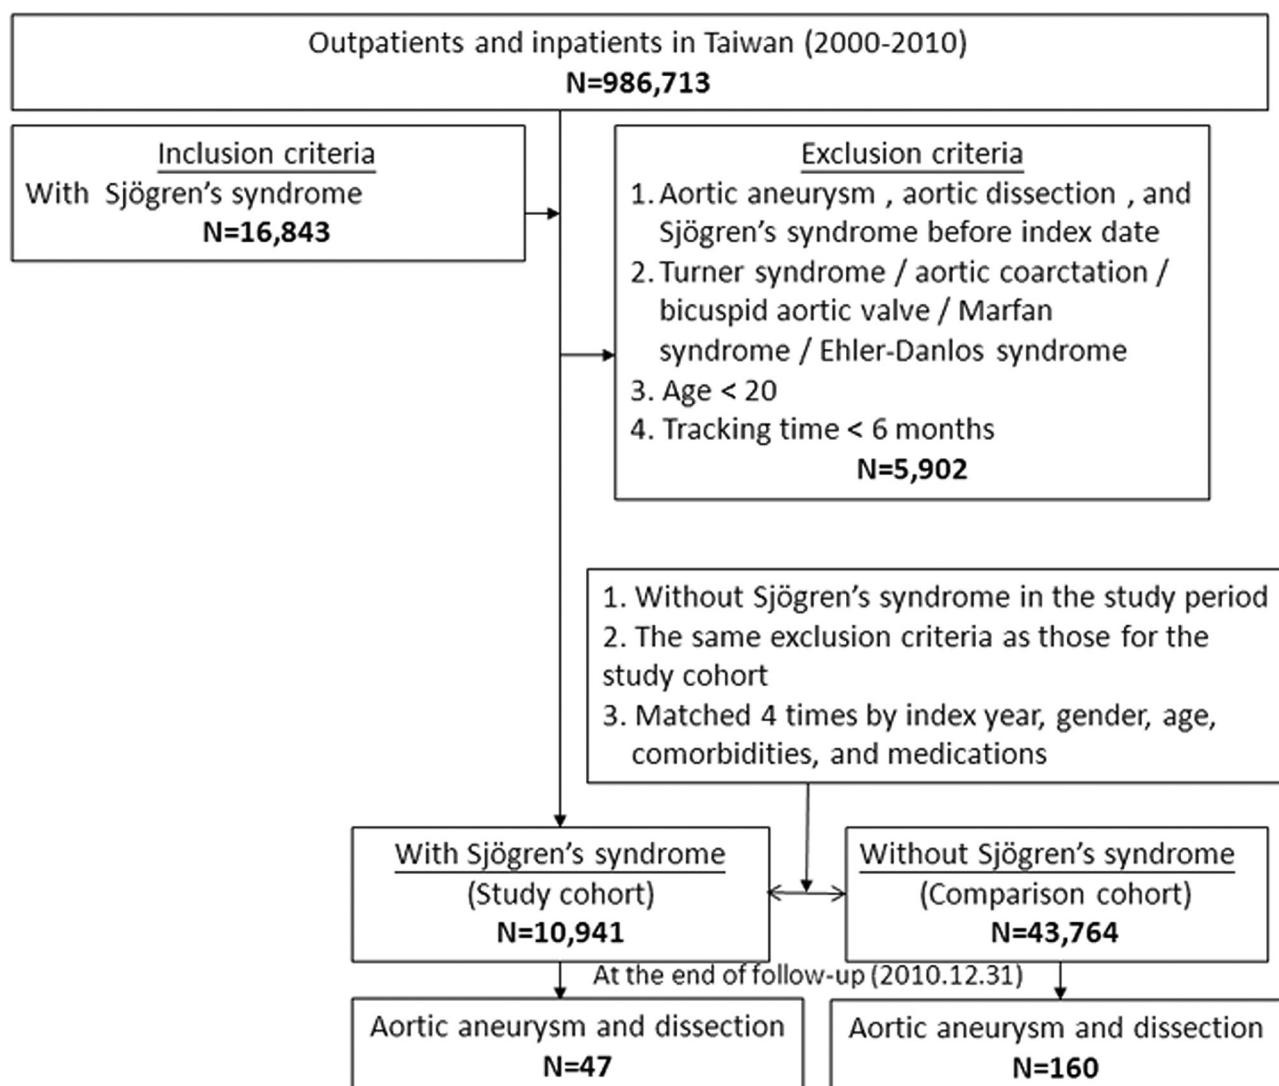 Outpatients and inpatients in Taiwan (2000-2010)
N=986,713
Inclusion criteria
With Sjögren's syndrome
N=16,843
Exclusion criteria
1. Aortic aneurysm , aortic dissection , and
Sjögren's syndrome before index date
2. Turner syndrome / aortic coarctation /
bicuspid aortic valve / Marfan
syndrome / Ehler-Danlos syndrome
3. Age < 20
4. Tracking time < 6 months
N=5,902
1. Without Sjögren's syndrome in the study period
2. The same exclusion criteria as those for the
study cohort
3. Matched 4 times by index year, gender, age,
comorbidities, and medications
With Sjögren's syndrome
(Study cohort)
N=10,941
Without Sjögren's syndrome
(Comparison cohort)
N=43,764
At the end of follow-up (2010.12.31)
Aortic aneurysm and dissection
N=47
Aortic aneurysm and dissection
N=160